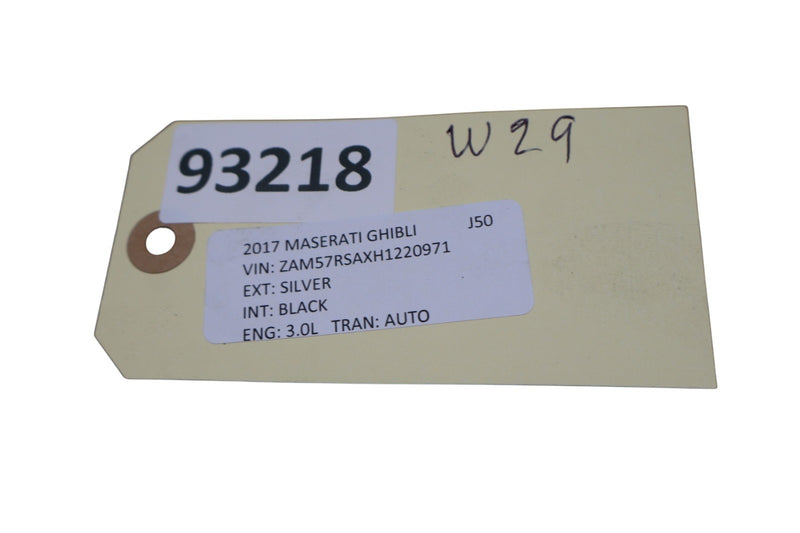 93218
W29
2017 MASERATI GHIBLI J50
VIN: ZAM57RSAXH1220971
EXT: SILVER
INT: BLACK
ENG: 3.0L TRAN: AUTO